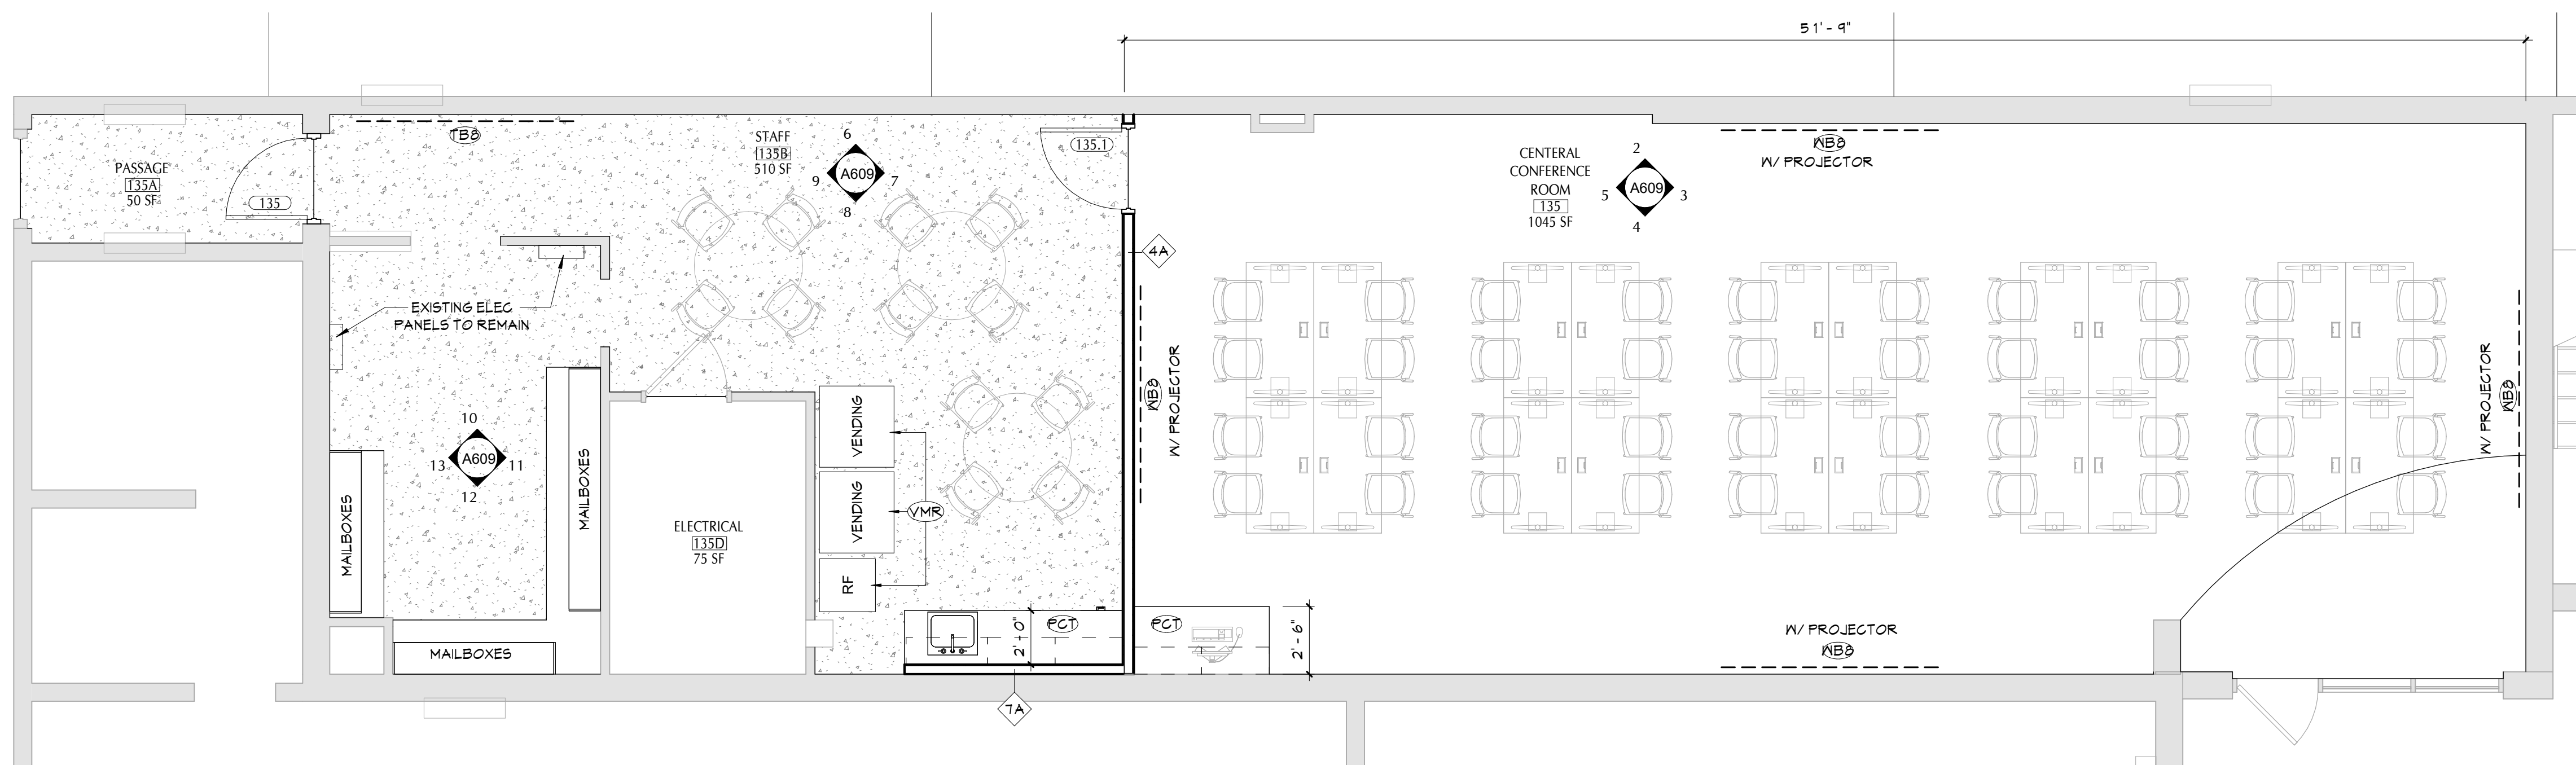 51' - 9"
PASSAGE
135A
50 SF
135
TB8
STAFF
135B
510 SF
6
9
A609
7
8
135.1
CENTERAL
CONFERENCE
ROOM
135
1045 SF
2
5
A609
3
4
WB8
W/ PROJECTOR
4A
EXISTING ELEC
PANELS TO REMAIN
WB8
W/ PROJECTOR
W/ PROJECTOR
WB8
10
13
A609
11
12
MAILBOXES
MAILBOXES
MAILBOXES
ELECTRICAL
135D
75 SF
VENDING
VENDING
RF
VMR
2' - 0"
PCT
PCT
2' - 6"
W/ PROJECTOR
WB8
7A